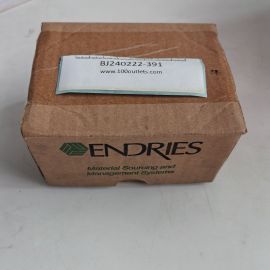 BJ240222-391
www.100outlets.com
ENDRIES
Material Sourcing and
Management Systems